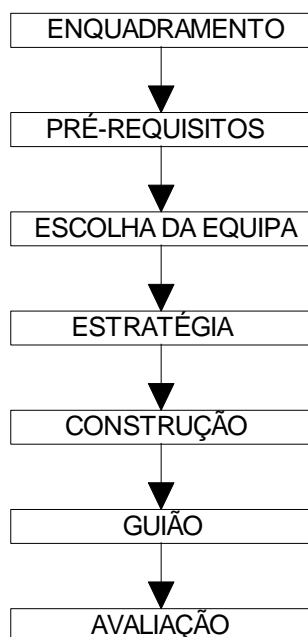 ENQUADRAMENTO
PRÉ-REQUISITOS
ESCOLHA DA EQUIPA
ESTRATÉGIA
CONSTRUÇÃO
GUIÃO
AVALIAÇÃO